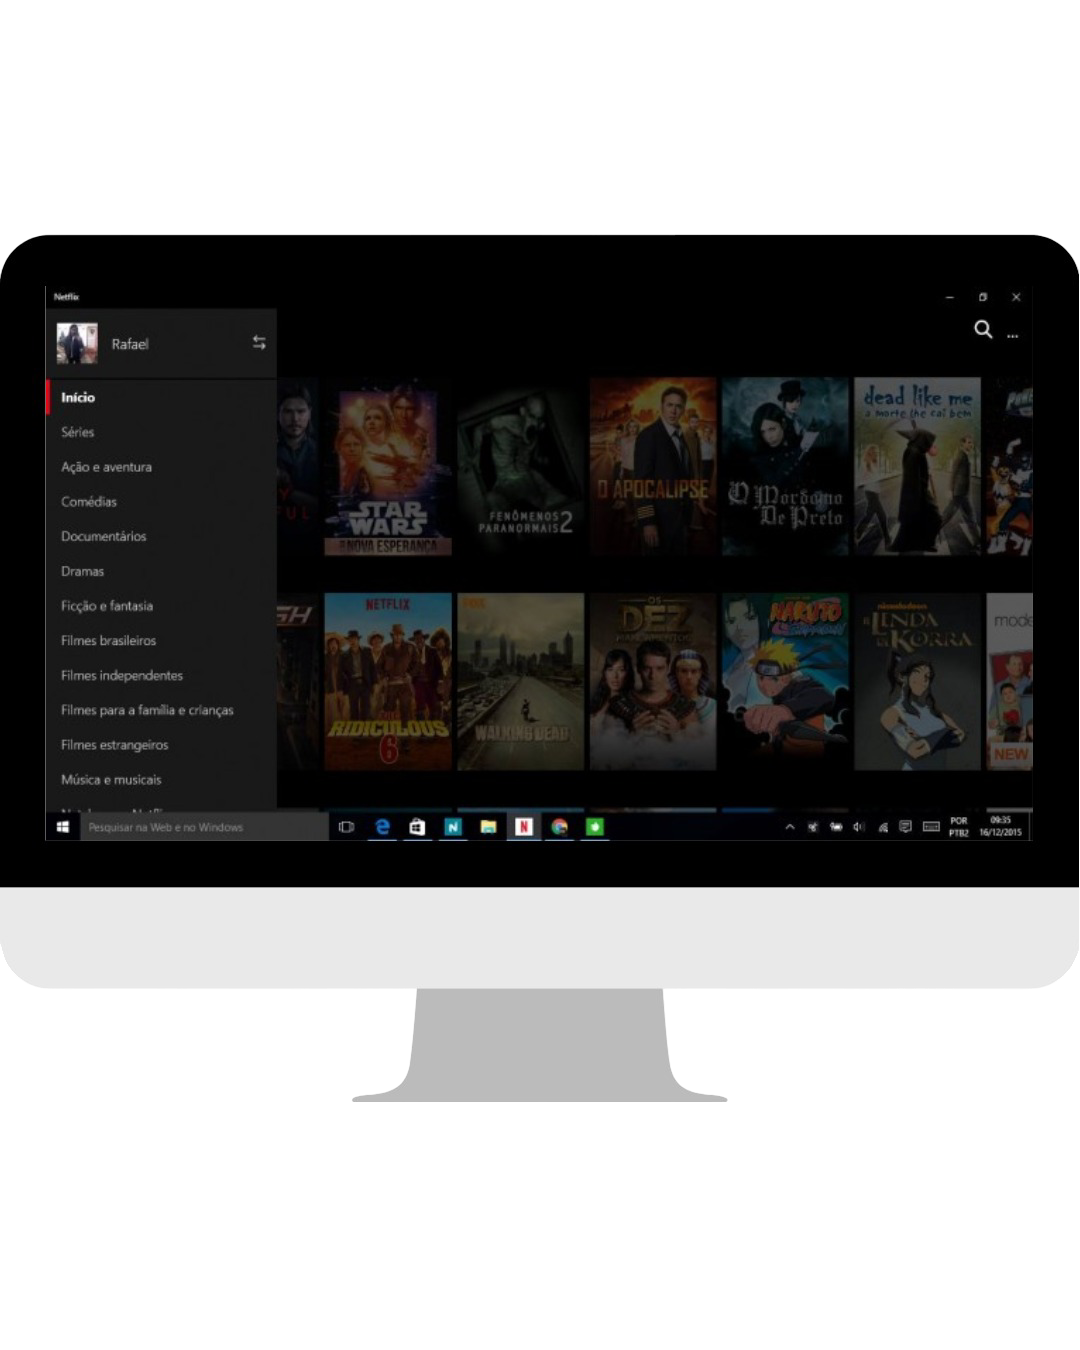 Netflix
Rafael
Início
Séries
Ação e aventura
Comédias
Documentários
Dramas
Ficção e fantasia
Filmes brasileiros
Filmes independentes
Filmes para a família e crianças
Filmes estrangeiros
Música e musicais
STAR
WARS
NOVA ESPERANÇA
FENÔMENOS
PARANORMAIS 2
O APOCALIPSE
O Mordomo
De Preto
dead like me
a morte lhe cai bem
NETFLIX
RIDICULOUS
6
FOX
WALKING DEAD
OS
DEZ
MANDAMENTOS
NARUTO
Shippuden
nickelodeon
A LENDA
DE KORRA
NEW
Pesquisar na Web e no Windows
N
N
POR
PTB2
09:35
16/12/2015